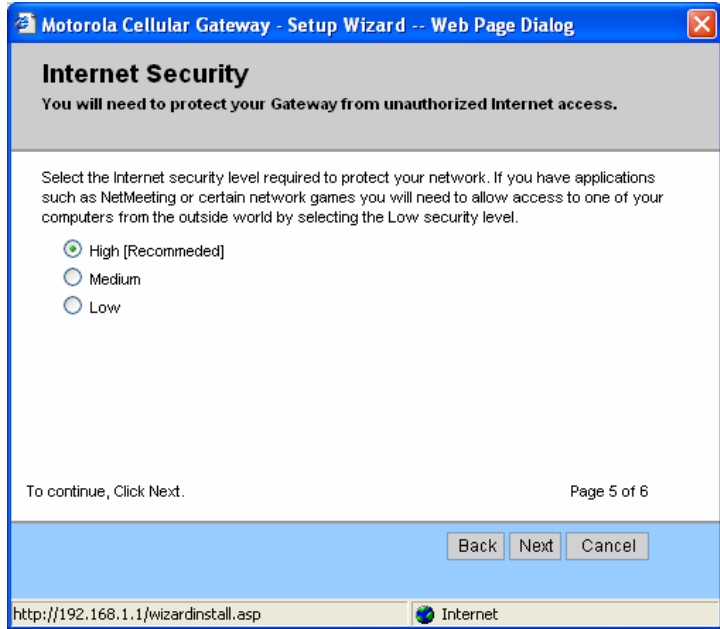 Motorola Cellular Gateway - Setup Wizard -- Web Page Dialog
Internet Security
You will need to protect your Gateway from unauthorized Internet access.
Select the Internet security level required to protect your network. If you have applications
such as NetMeeting or certain network games you will need to allow access to one of your
computers from the outside world by selecting the Low security level.
High [Recommeded]
Medium
Low
To continue, Click Next.
Page 5 of 6
Back Next Cancel
http://192.168.1.1/wizardinstall.asp
Internet